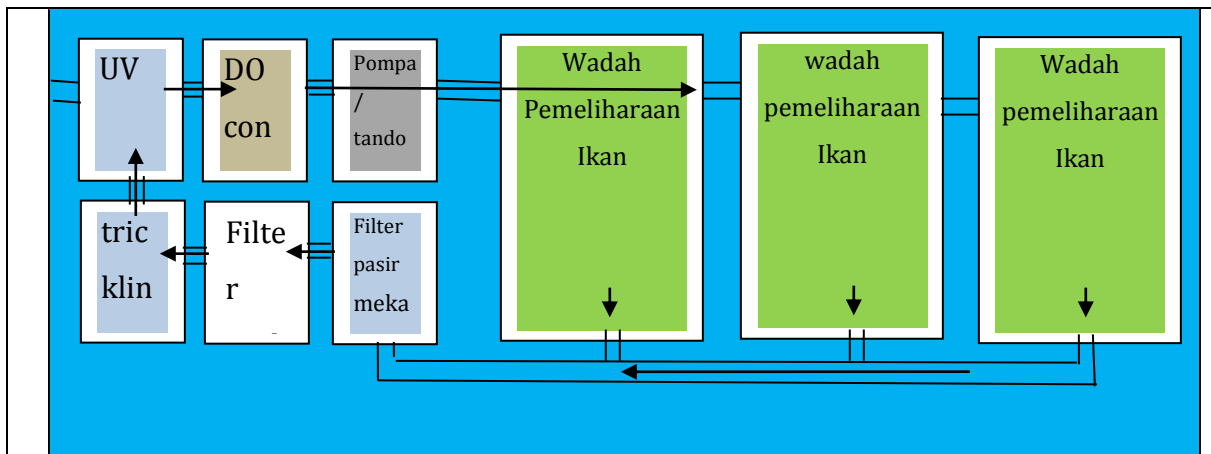 UV
DO
con
Pompa
/
tando
Wadah
Pemeliharaan
Ikan
wadah
pemeliharaan
Ikan
Wadah
pemeliharaan
Ikan
tric
klin
Filte
r
Filter
pasir
meka